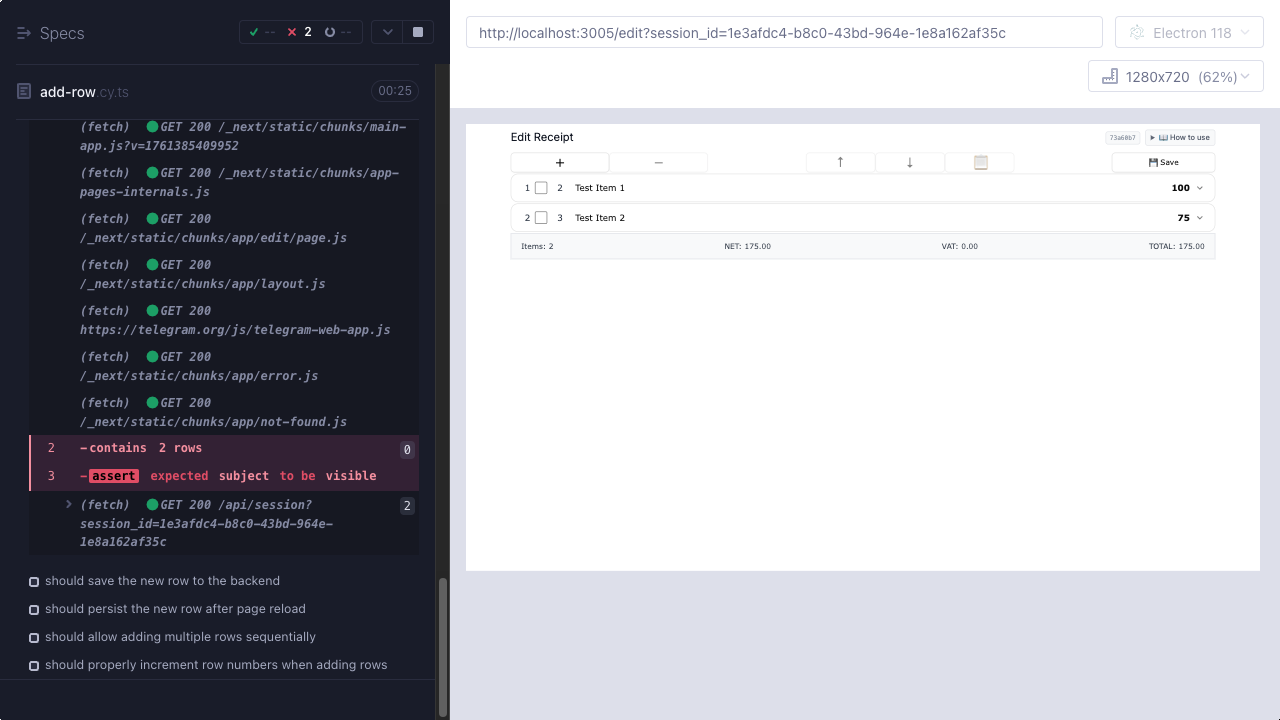 Specs
-- 2 --
add-row.cy.ts 00:25
(fetch) GET 200 /_next/static/chunks/main-
app.js?v=1761385409952
(fetch) GET 200 /_next/static/chunks/app-
pages-internals.js
(fetch) GET 200
/_next/static/chunks/app/edit/page.js
(fetch) GET 200
/_next/static/chunks/app/layout.js
(fetch) GET 200
https://telegram.org/js/telegram-web-app.js
(fetch) GET 200
/_next/static/chunks/app/error.js
(fetch) GET 200
/_next/static/chunks/app/not-found.js
2 -contains 2 rows 0
3 -assert expected subject to be visible
(fetch) GET 200 /api/session? 2
session_id=1e3afdc4-b8c0-43bd-964e-
1e8a162af35c
should save the new row to the backend
should persist the new row after page reload
should allow adding multiple rows sequentially
should properly increment row numbers when adding rows
http://localhost:3005/edit?session_id=1e3afdc4-b8c0-43bd-964e-1e8a162af35c
Electron 118
1280x720 (62%)
Edit Receipt 73a60b7 How to use
+ − ↑ ↓ Save
1 2 Test Item 1 100
2 3 Test Item 2 75
Items: 2 NET: 175.00 VAT: 0.00 TOTAL: 175.00